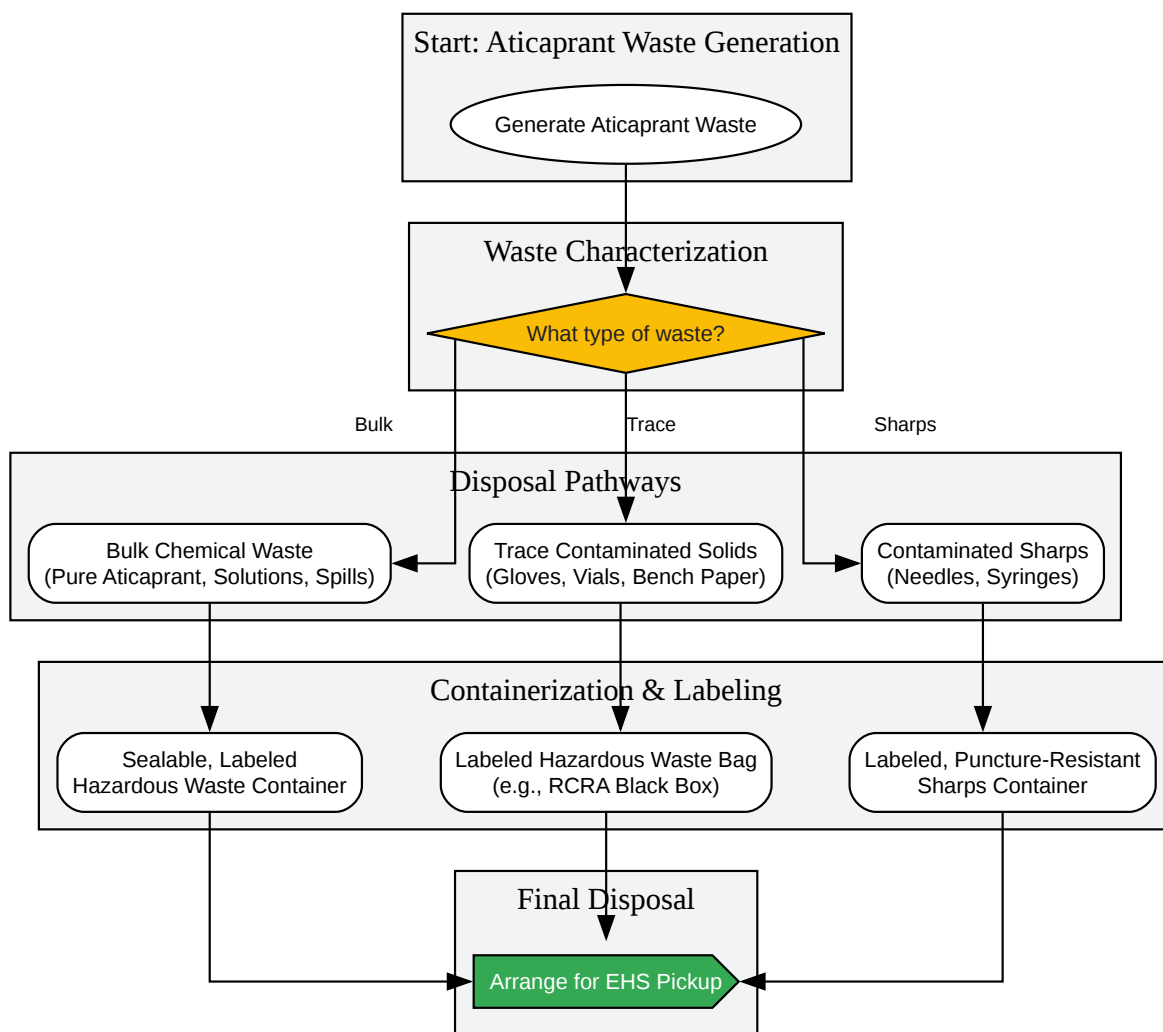 Start: Aticaprant Waste Generation
Generate Aticaprant Waste
Waste Characterization
What type of waste?
Bulk
Trace
Sharps
Disposal Pathways
Bulk Chemical Waste
(Pure Aticaprant, Solutions, Spills)
Trace Contaminated Solids
(Gloves, Vials, Bench Paper)
Contaminated Sharps
(Needles, Syringes)
Containerization & Labeling
Sealable, Labeled
Hazardous Waste Container
Labeled Hazardous Waste Bag
(e.g., RCRA Black Box)
Labeled, Puncture-Resistant
Sharps Container
Final Disposal
Arrange for EHS Pickup